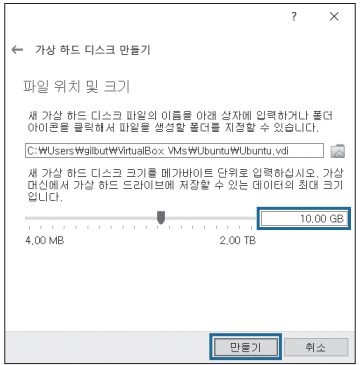 ?
← 가상 하드 디스크 만들기
파일 위치 및 크기
새 가상 하드 디스크 파일의 이름을 아래 상자에 입력하거나 폴더
아이콘을 클릭해서 파일을 생성할 폴더를 지정할 수 있습니다.
C:₩Users₩gilbut₩VirtualBox VMs₩Ubuntu₩Ubuntu.vdi
새 가상 하드 디스크 크기를 메가바이트 단위로 입력하십시오. 가상
머신에서 가상 하드 드라이브에 저장할 수 있는 데이터의 최대 크기
입니다.
10,00 GB
4,00 MB 2,00 TB
만들기 취소